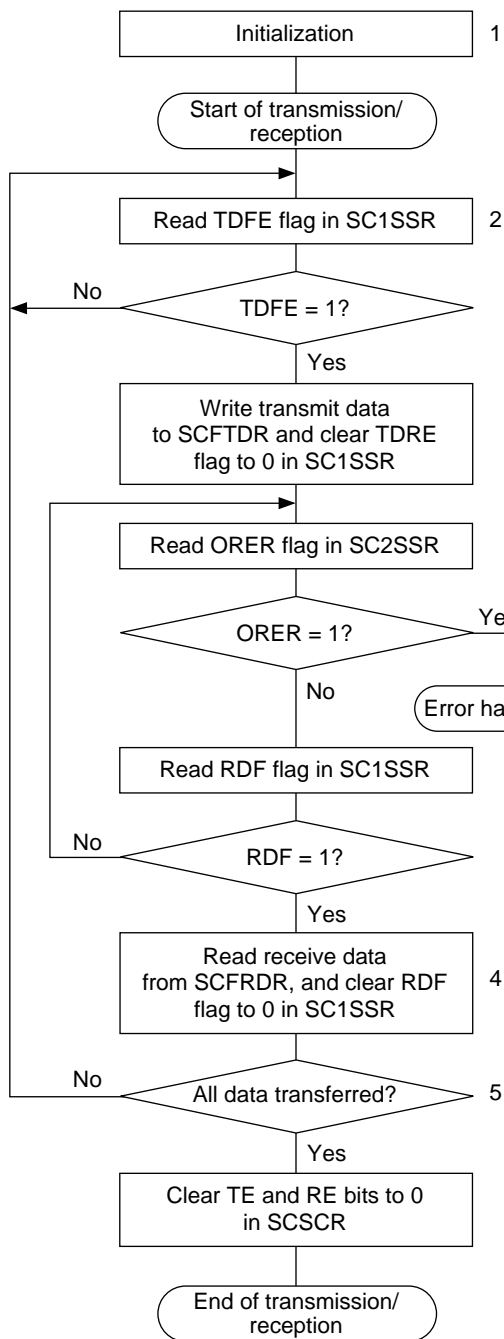 Initialization
1
Start of transmission/
reception
Read TDFE flag in SC1SSR
2
No
TDFE = 1?
Yes
Write transmit data
to SCFTDR and clear TDRE
flag to 0 in SC1SSR
Read ORER flag in SC2SSR
ORER = 1?
Ye
No
Error ha
Read RDF flag in SC1SSR
No
RDF = 1?
Yes
Read receive data
from SCFRDR, and clear RDF
flag to 0 in SC1SSR
4
No
All data transferred?
5
Yes
Clear TE and RE bits to 0
in SCSCR
End of transmission/
reception